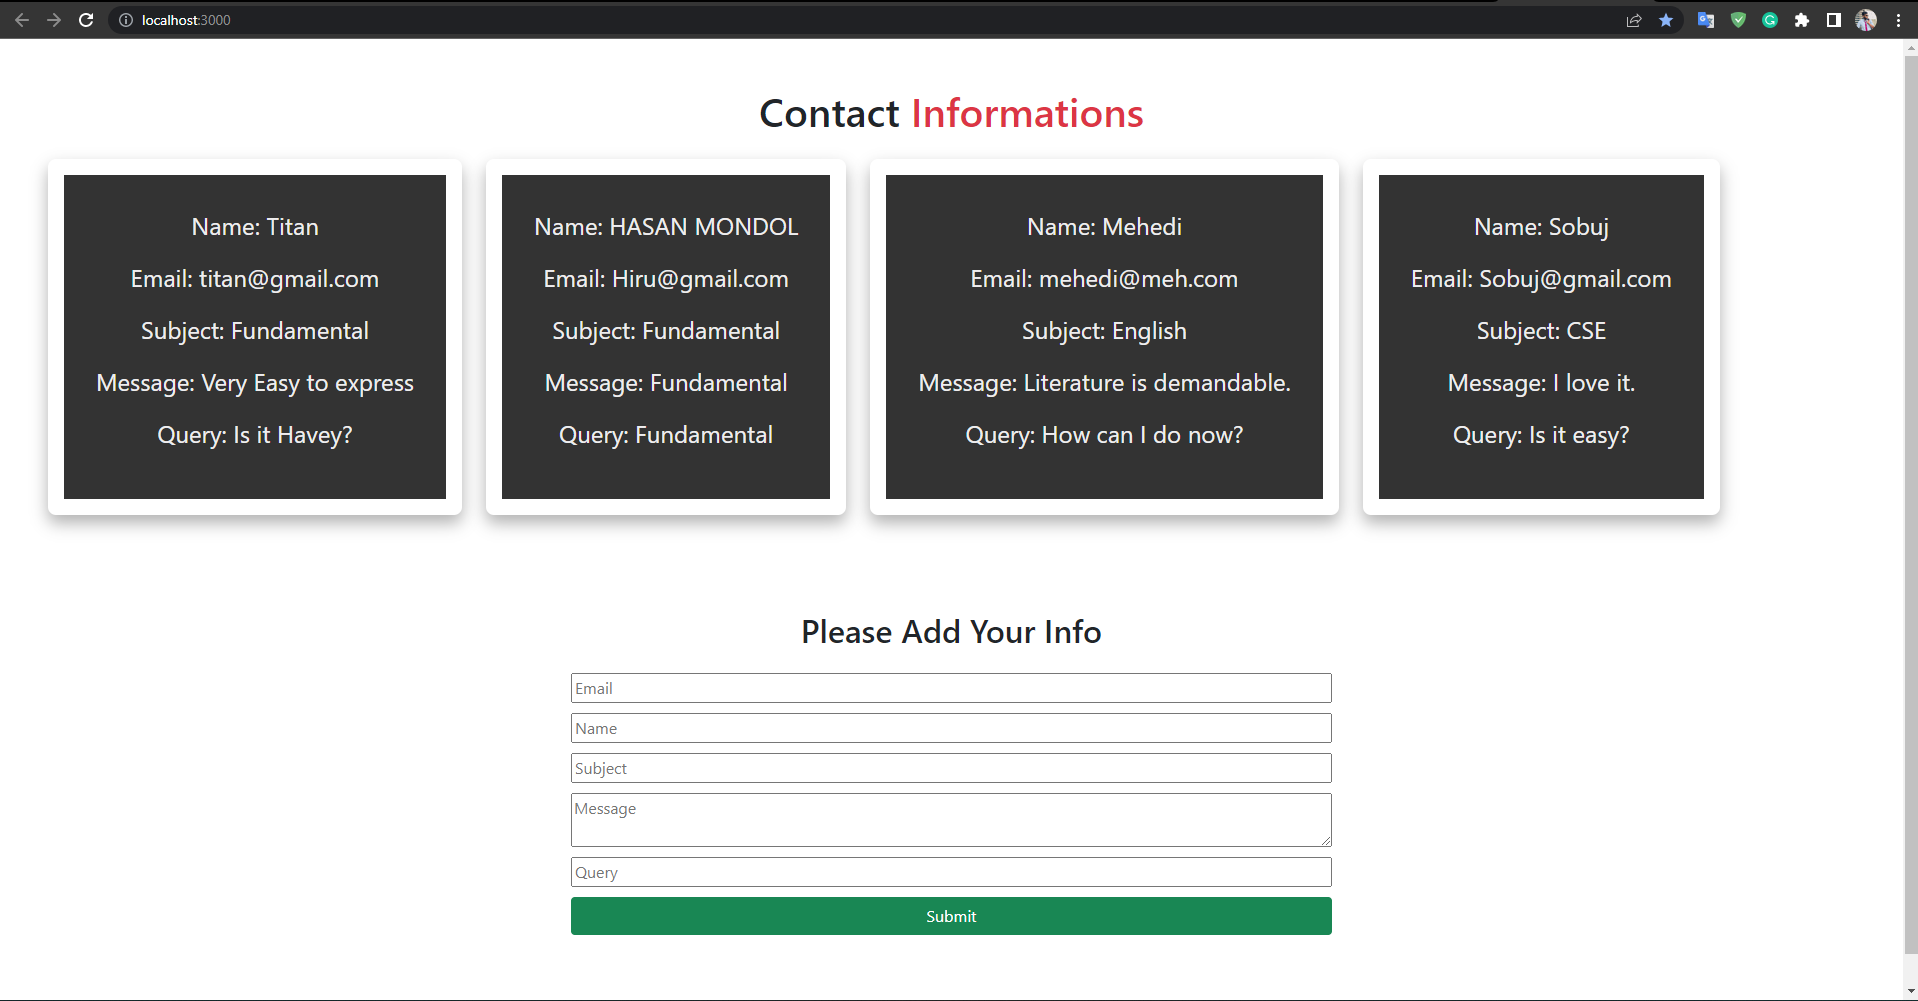 localhost:3000
Contact Informations
Name: Titan
Email: titan@gmail.com
Subject: Fundamental
Message: Very Easy to express
Query: Is it Havey?
Name: HASAN MONDOL
Email: Hiru@gmail.com
Subject: Fundamental
Message: Fundamental
Query: Fundamental
Name: Mehedi
Email: mehedi@meh.com
Subject: English
Message: Literature is demandable.
Query: How can I do now?
Name: Sobuj
Email: Sobuj@gmail.com
Subject: CSE
Message: I love it.
Query: Is it easy?
Please Add Your Info
Email
Name
Subject
Message
Query
Submit